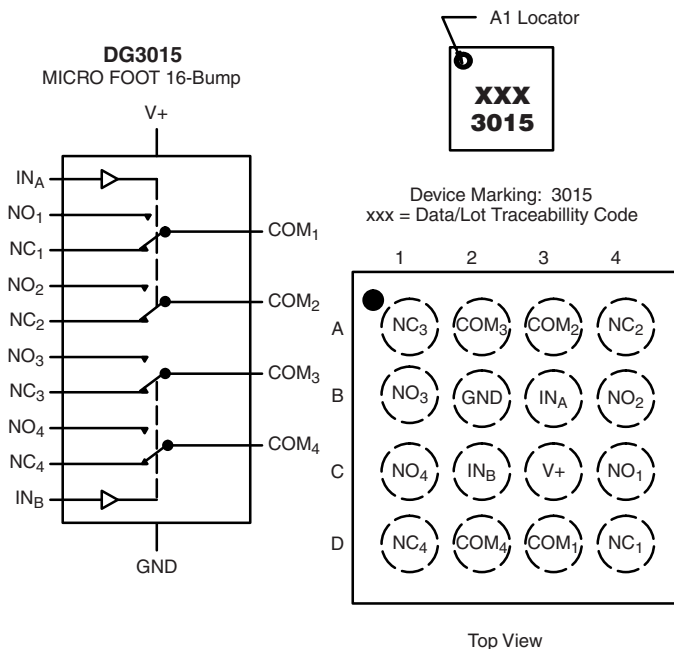 A1 Locator
DG3015
MICRO FOOT 16-Bump
XXX
3015
V+
Device Marking: 3015
xxx = Data/Lot Traceabillity Code
INA
NO1
NC1
COM1
NO2
NC2
COM2
NO3
NC3
COM3
NO4
NC4
COM4
INB
GND
1 2 3 4
A NC3 COM3 COM2 NC2
B NO3 GND INA NO2
C NO4 INB V+ NO1
D NC4 COM4 COM1 NC1
Top View